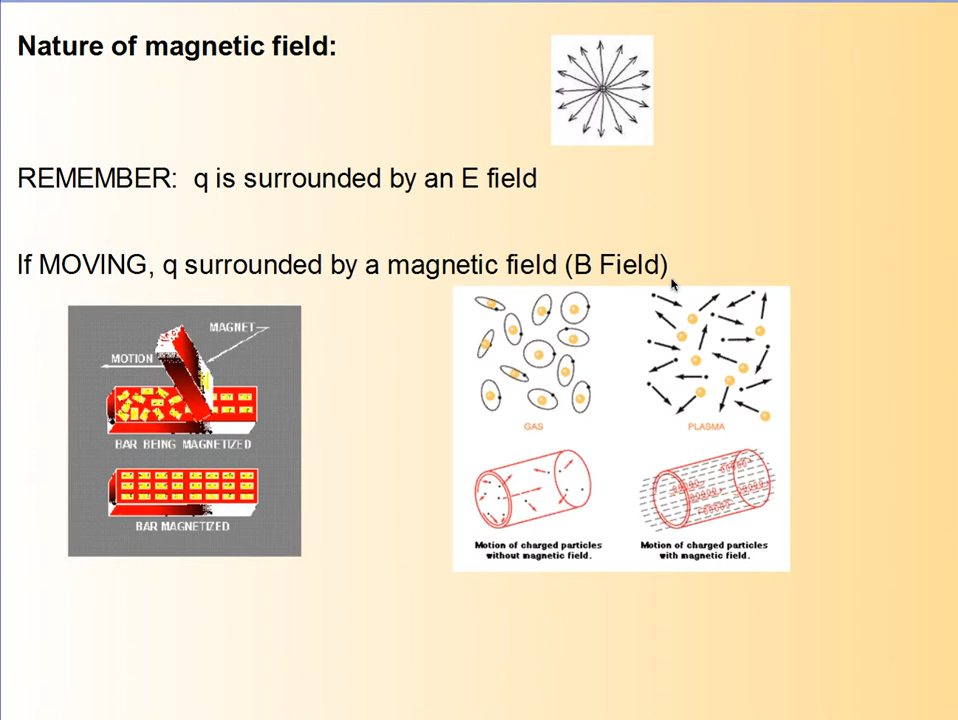 Nature of magnetic field:
REMEMBER: q is surrounded by an E field
If MOVING, q surrounded by a magnetic field (B Field)
MAGNET
MOTION
BAR BEING MAGNETIZED
BAR MAGNETIZED
GAS
PLASMA
Motion of charged particles
without magnetic field.
Motion of charged particles
with magnetic field.